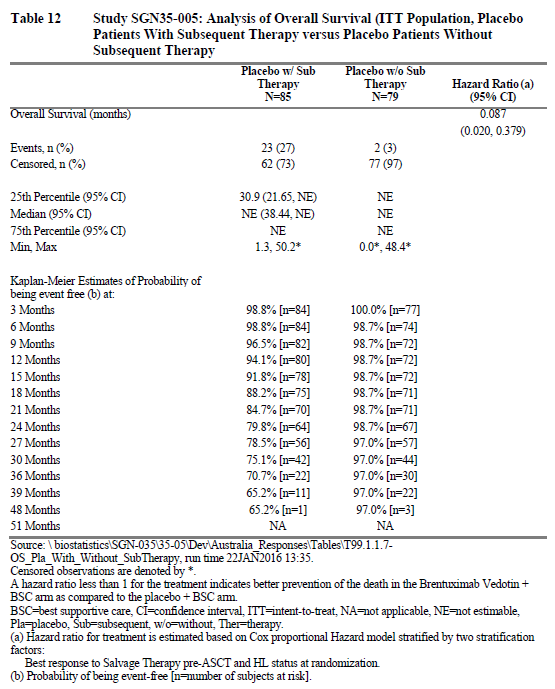 Table 12 Study SGN35-005: Analysis of Overall Survival (ITT Population, Placebo
Patients With Subsequent Therapy versus Placebo Patients Without
Subsequent Therapy
Placebo w/ Sub Therapy N=85 Placebo w/o Sub Therapy N=79 Hazard Ratio (a) (95% CI)
Overall Survival (months) 0.087
(0.020, 0.379)
Events, n (%) 23 (27) 2 (3)
Censored, n (%) 62 (73) 77 (97)
25th Percentile (95% CI) 30.9 (21.65, NE) NE
Median (95% CI) NE (38.44, NE) NE
75th Percentile (95% CI) NE NE
Min, Max 1.3, 50.2* 0.0*, 48.4*
Kaplan-Meier Estimates of Probability of
being event free (b) at:
3 Months 98.8% [n=84] 100.0% [n=77]
6 Months 98.8% [n=84] 98.7% [n=74]
9 Months 96.5% [n=82] 98.7% [n=72]
12 Months 94.1% [n=80] 98.7% [n=72]
15 Months 91.8% [n=78] 98.7% [n=72]
18 Months 88.2% [n=75] 98.7% [n=71]
21 Months 84.7% [n=70] 98.7% [n=71]
24 Months 79.8% [n=64] 98.7% [n=67]
27 Months 78.5% [n=56] 97.0% [n=57]
30 Months 75.1% [n=42] 97.0% [n=44]
36 Months 70.7% [n=22] 97.0% [n=30]
39 Months 65.2% [n=11] 97.0% [n=22]
48 Months 65.2% [n=1] 97.0% [n=3]
51 Months NA NA
Source: \ biostatistics\SGN-035\35-05\Dev\Australia_Responses\Tables\T99.1.1.7-
OS_Pla_With_Without_SubTherapy, run time 22JAN2016 13:35.
Censored observations are denoted by *.
A hazard ratio less than 1 for the treatment indicates better prevention of the death in the Brentuximab Vedotin +
BSC arm as compared to the placebo + BSC arm.
BSC=best supportive care, CI=confidence interval, ITT=intent-to-treat, NA=not applicable, NE=not estimable,
Pla=placebo, Sub=subsequent, w/o=without, Ther=therapy.
(a) Hazard ratio for treatment is estimated based on Cox proportional Hazard model stratified by two stratification
factors:
Best response to Salvage Therapy pre-ASCT and HL status at randomization.
(b) Probability of being event-free [n=number of subjects at risk].